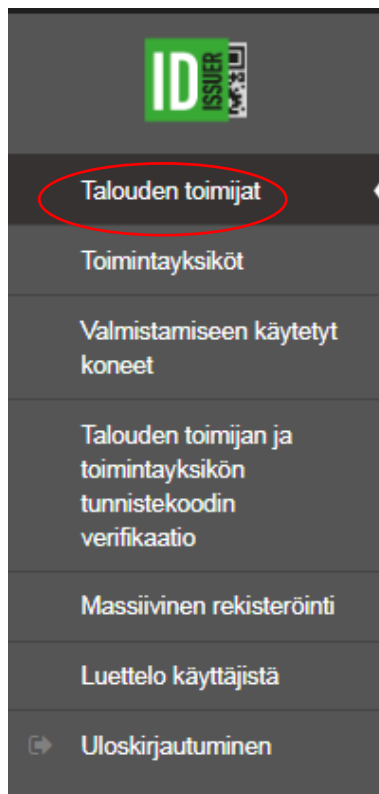 ID
ISSUER
Talouden toimijat
Toimintayksiköt
Valmistamiseen käytetyt
koneet
Talouden toimijan ja
toimintayksikön
tunnistekoodin
verifikaatio
Massiivinen rekisteröinti
Luettelo käyttäjistä
Uloskirjautuminen